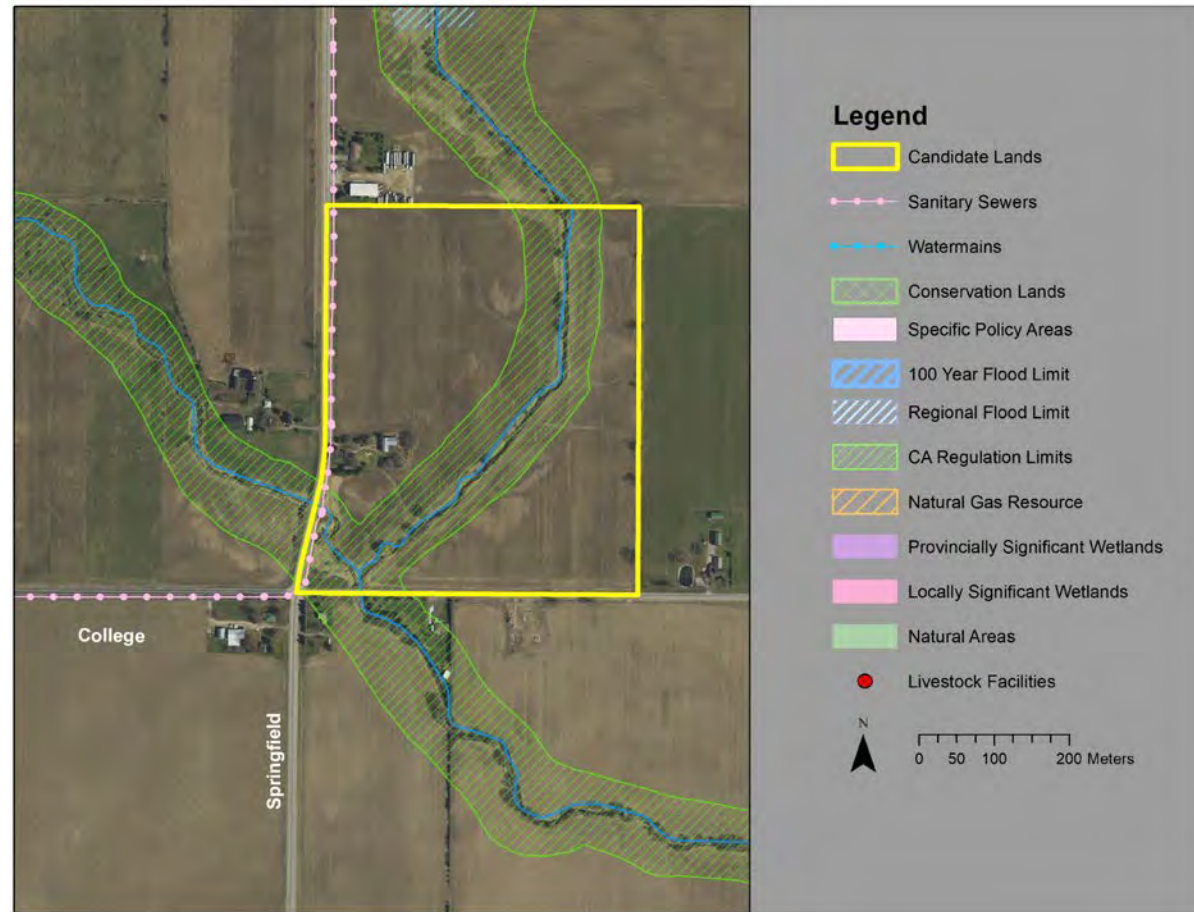 College
Springfield
Legend
Candidate Lands
Sanitary Sewers
Watermains
Conservation Lands
Specific Policy Areas
100 Year Flood Limit
Regional Flood Limit
CA Regulation Limits
Natural Gas Resource
Provincially Significant Wetlands
Locally Significant Wetlands
Natural Areas
Livestock Facilities
N
0 50 100 200 Meters